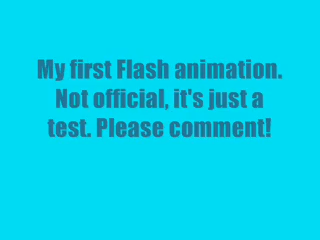 My first Flash animation.
Not official, it's just a
test. Please comment!